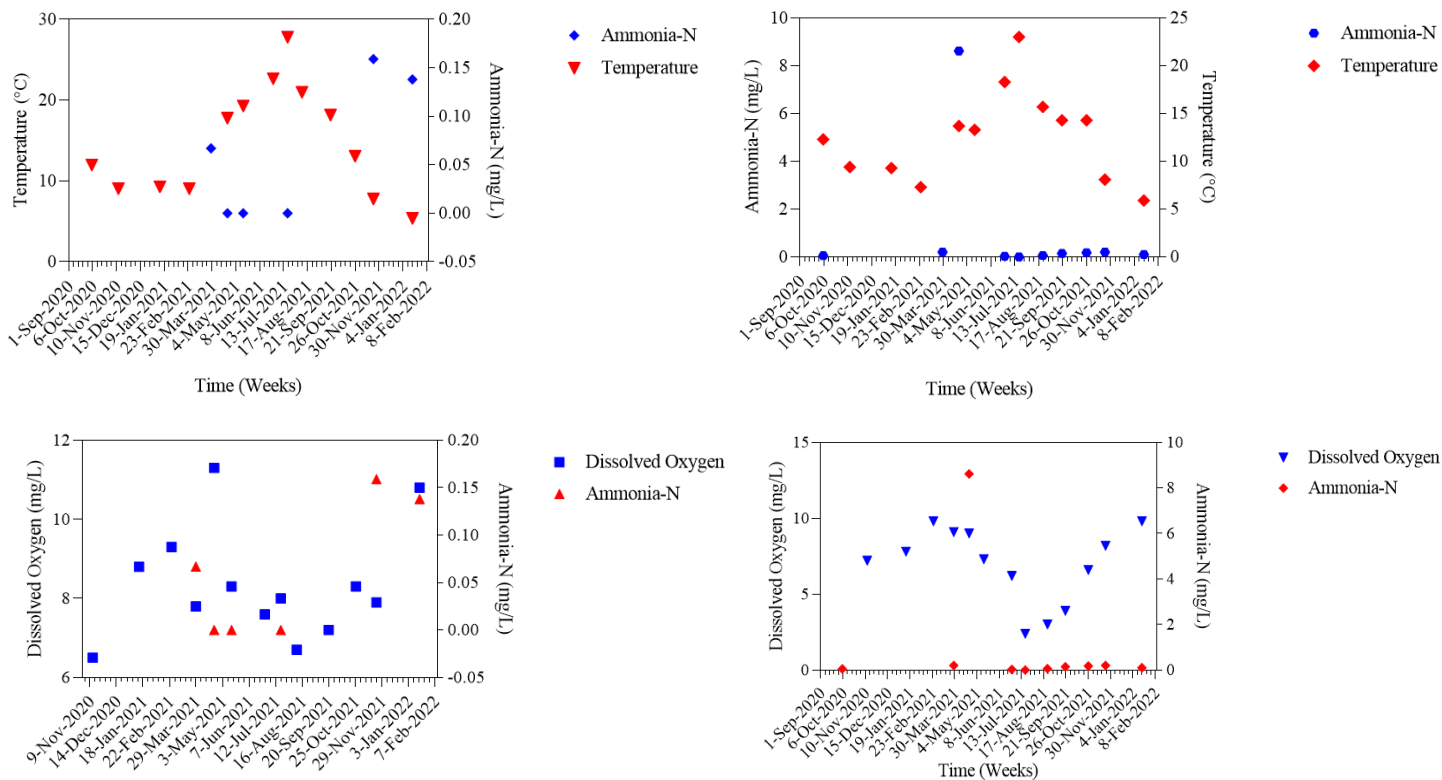 Temperature (°C)
30
20
10
0
0.20
0.15
0.10
0.05
0.00
-0.05
Ammonia-N (mg/L)
Ammonia-N
Temperature
1-Sep-2020
6-Oct-2020
10-Nov-2020
15-Dec-2020
19-Jan-2021
23-Feb-2021
30-Mar-2021
4-May-2021
8-Jun-2021
13-Jul-2021
17-Aug-2021
21-Sep-2021
26-Oct-2021
30-Nov-2021
4-Jan-2022
8-Feb-2022
Time (Weeks)
Ammonia-N (mg/L)
10
8
6
4
2
0
25
20
15
10
5
0
Temperature (°C)
Ammonia-N
Temperature
1-Sep-2020
6-Oct-2020
10-Nov-2020
15-Dec-2020
19-Jan-2021
23-Feb-2021
30-Mar-2021
4-May-2021
8-Jun-2021
13-Jul-2021
17-Aug-2021
21-Sep-2021
26-Oct-2021
30-Nov-2021
4-Jan-2022
8-Feb-2022
Time (Weeks)
Dissolved Oxygen (mg/L)
12
10
8
6
0.20
0.15
0.10
0.05
0.00
-0.05
Ammonia-N (mg/L)
Dissolved Oxygen
Ammonia-N
9-Nov-2020
14-Dec-2020
18-Jan-2021
22-Feb-2021
29-Mar-2021
3-May-2021
7-Jun-2021
12-Jul-2021
16-Aug-2021
20-Sep-2021
25-Oct-2021
29-Nov-2021
3-Jan-2022
7-Feb-2022
Dissolved Oxygen (mg/L)
15
10
5
0
10
8
6
4
2
0
Ammonia-N (mg/L)
Dissolved Oxygen
Ammonia-N
1-Sep-2020
6-Oct-2020
10-Nov-2020
15-Dec-2020
19-Jan-2021
23-Feb-2021
30-Mar-2021
4-May-2021
8-Jun-2021
13-Jul-2021
17-Aug-2021
21-Sep-2021
26-Oct-2021
30-Nov-2021
4-Jan-2022
8-Feb-2022
Time (Weeks)